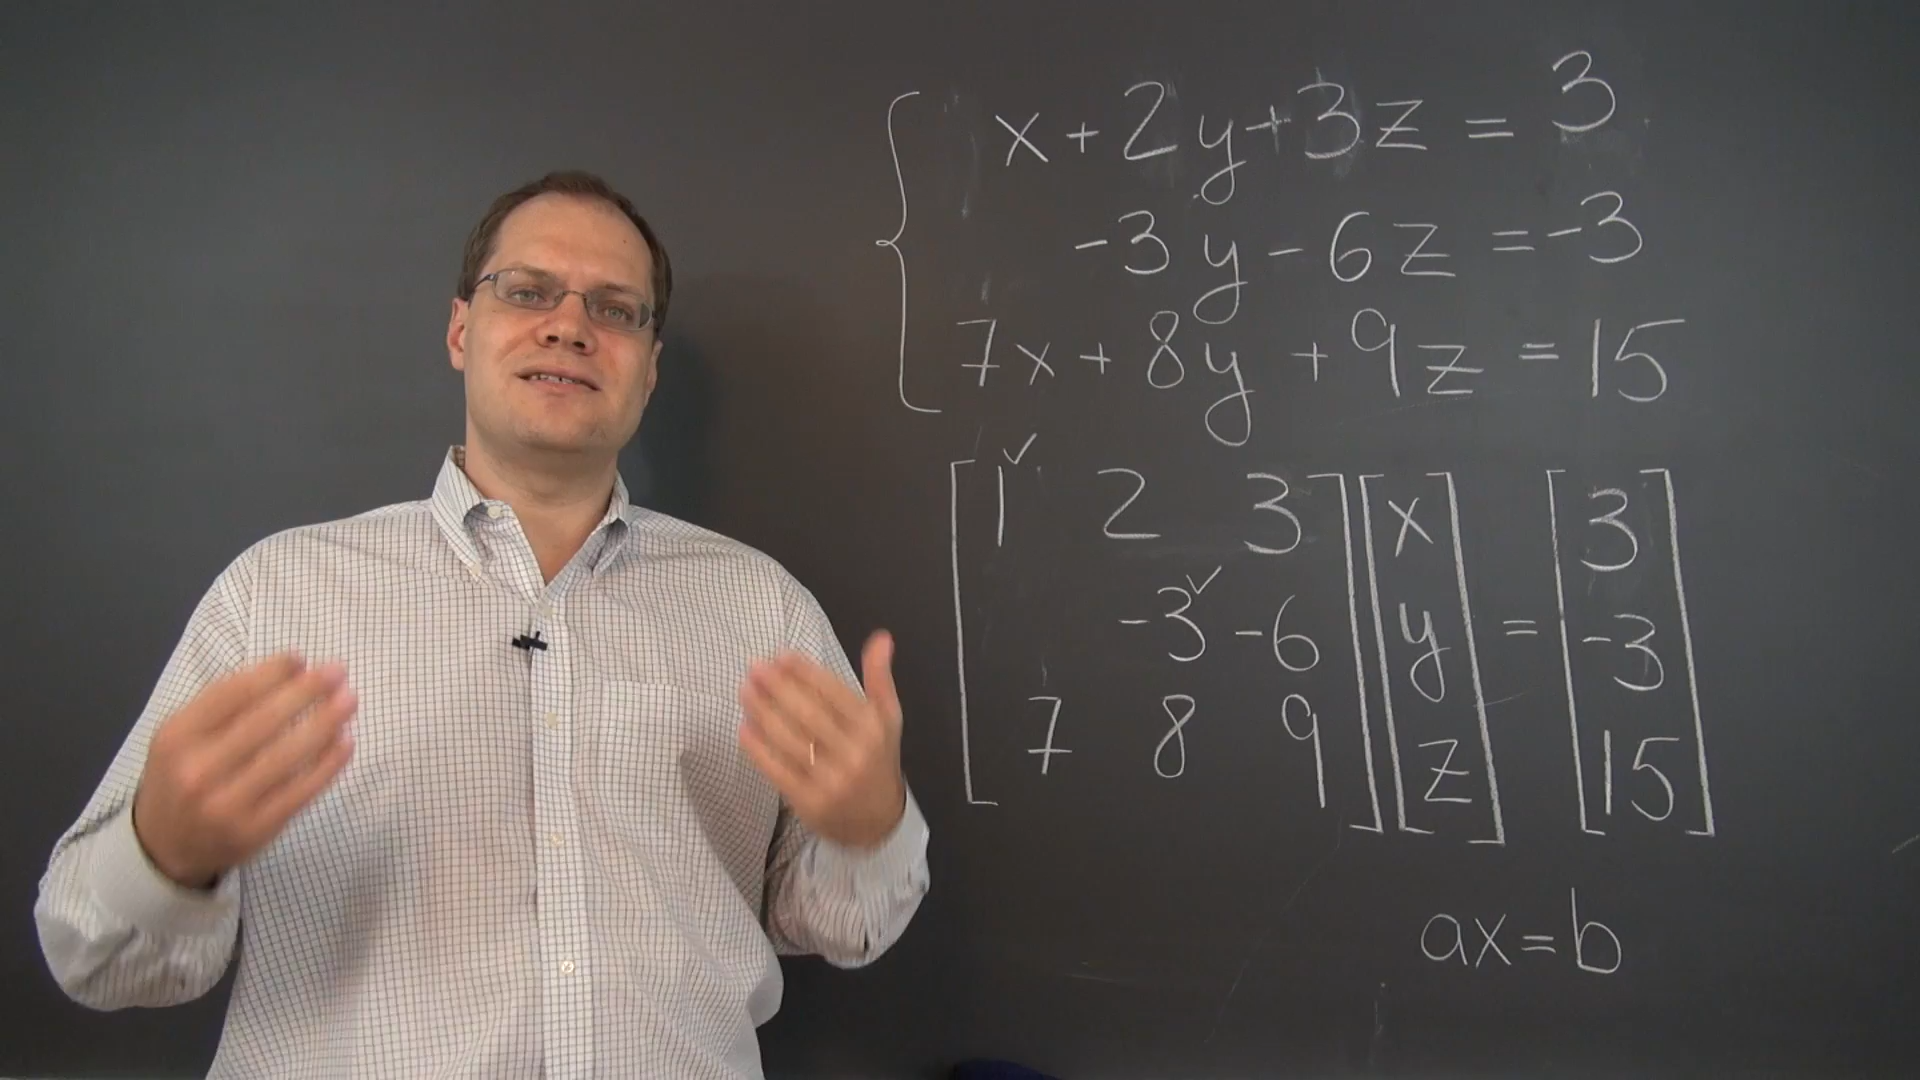 x + 2y + 3z = 3
-3y - 6z = -3
7x + 8y + 9z = 15
1✓ 2 3 x 3
-3✓ -6 y = -3
7 8 9 z 15
ax = b